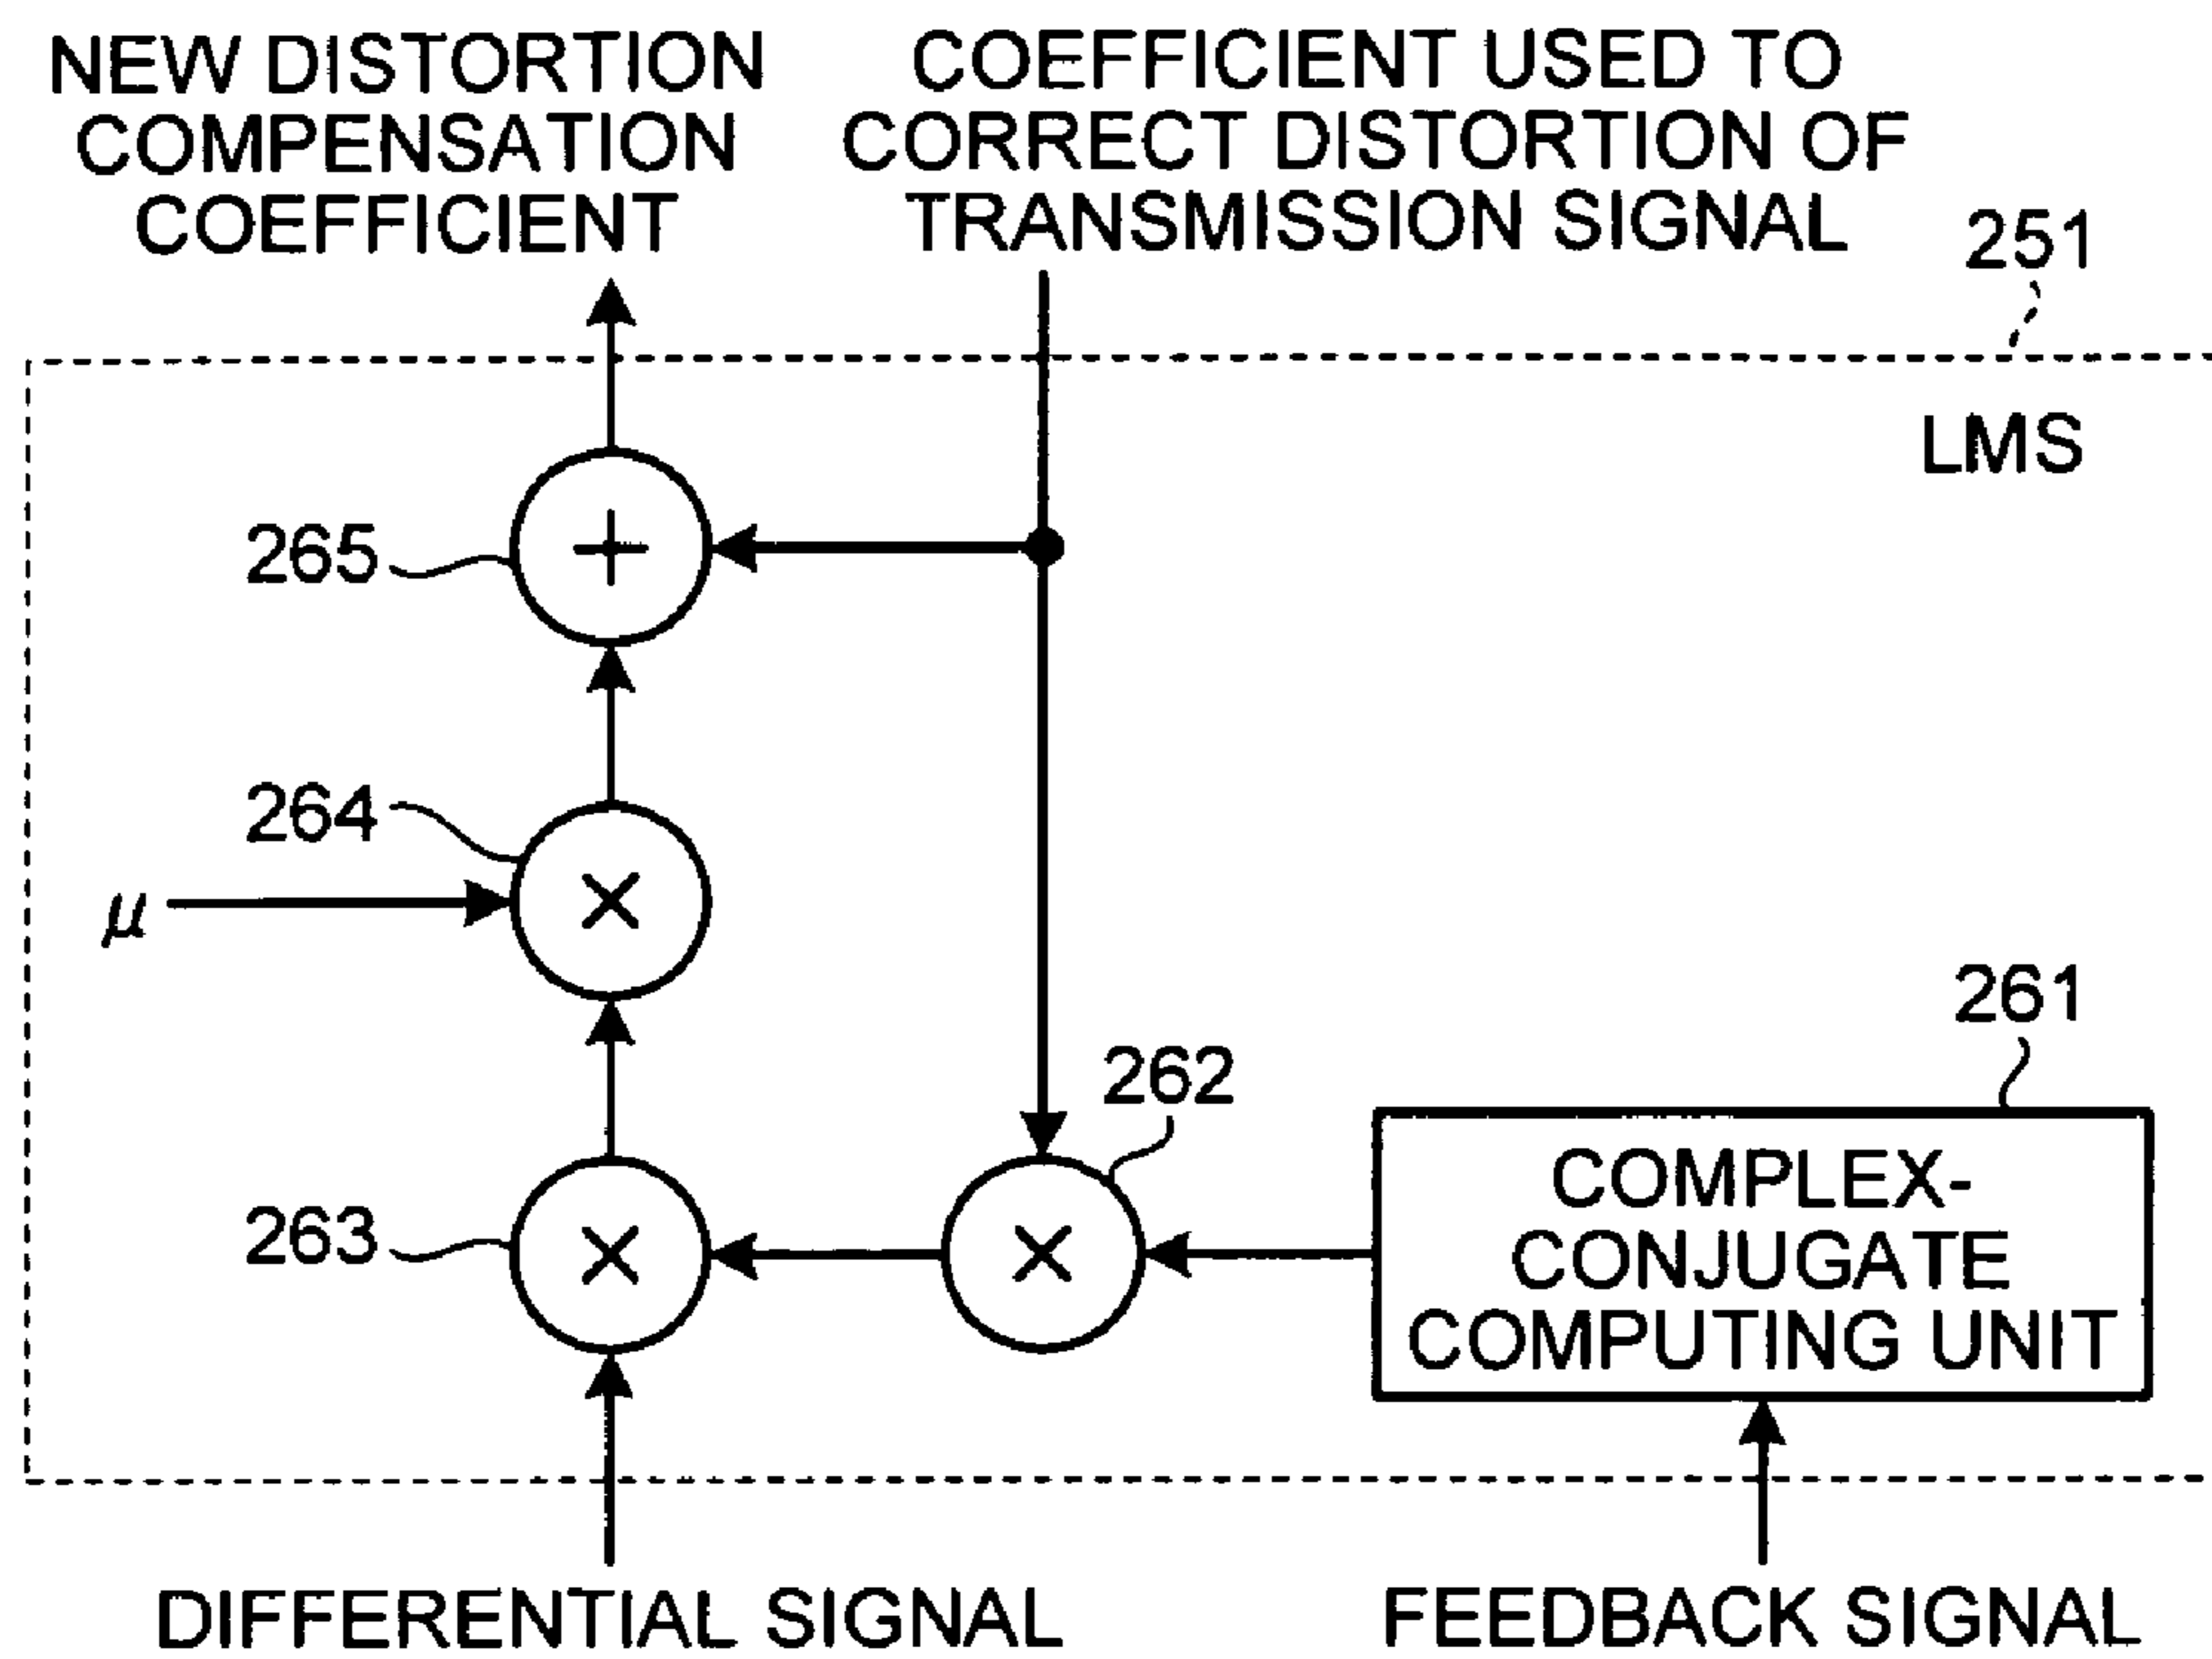 NEW DISTORTION
COMPENSATION
COEFFICIENT
COEFFICIENT USED TO
CORRECT DISTORTION OF
TRANSMISSION SIGNAL
251
LMS
265
+
264
×
μ
261
262
263
×
×
COMPLEX-
CONJUGATE
COMPUTING UNIT
DIFFERENTIAL SIGNAL
FEEDBACK SIGNAL